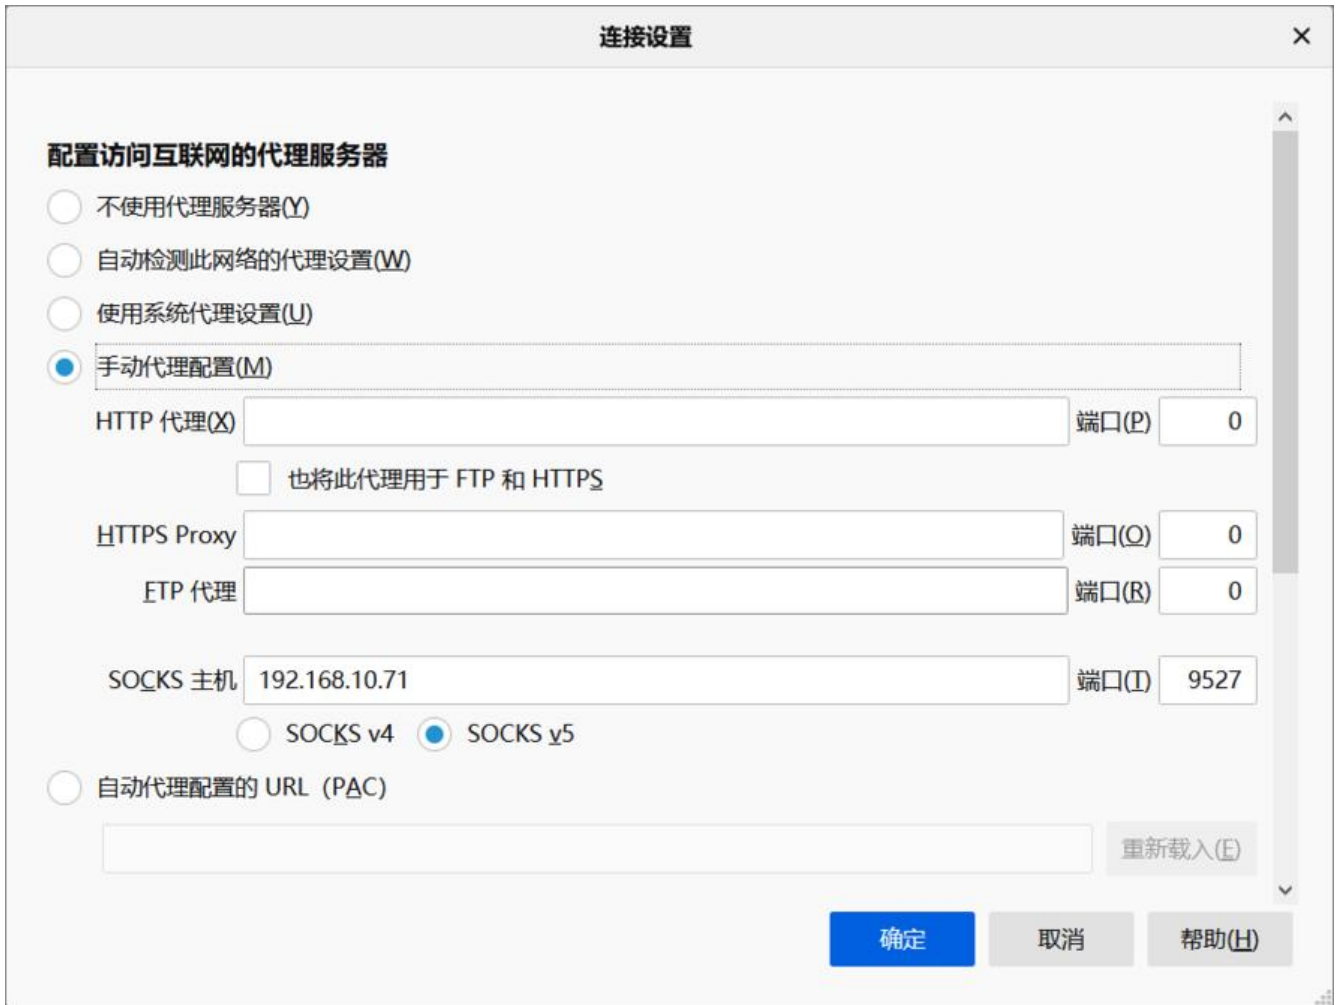 连接设置
配置访问互联网的代理服务器
不使用代理服务器(Y)
自动检测此网络的代理设置(W)
使用系统代理设置(U)
手动代理配置(M)
HTTP 代理(X) 端口(P) 0
也将此代理用于 FTP 和 HTTPS
HTTPS Proxy 端口(O) 0
FTP 代理 端口(R) 0
SOCKS 主机 192.168.10.71 端口(T) 9527
SOCKS v4 SOCKS v5
自动代理配置的 URL（PAC）
重新载入(E)
确定 取消 帮助(H)